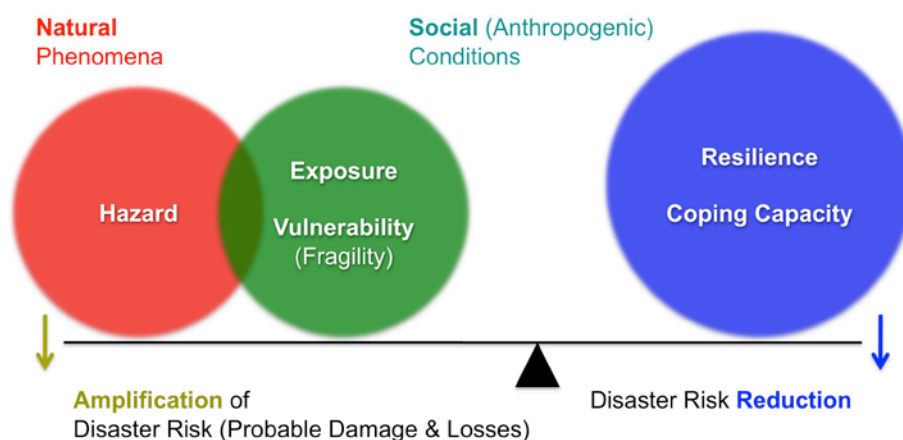 Natural
Phenomena
Social (Anthropogenic)
Conditions
Hazard
Exposure
Vulnerability
(Fragility)
Resilience
Coping Capacity
Amplification of
Disaster Risk (Probable Damage & Losses)
Disaster Risk Reduction